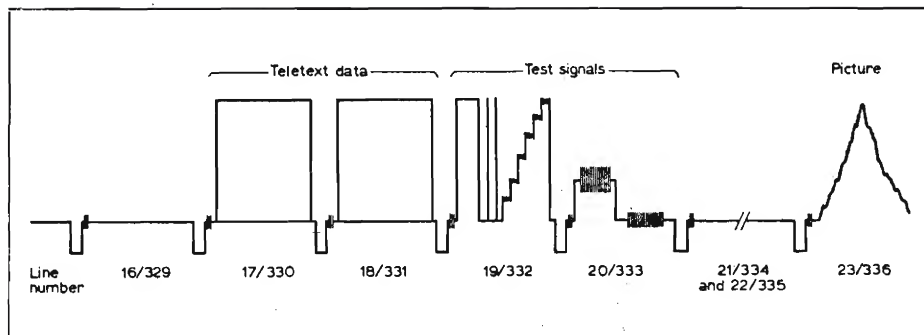 Teletext data
Test signals
Picture
Line number
16/329
17/330
18/331
19/332
20/333
21/334 and 22/335
23/336